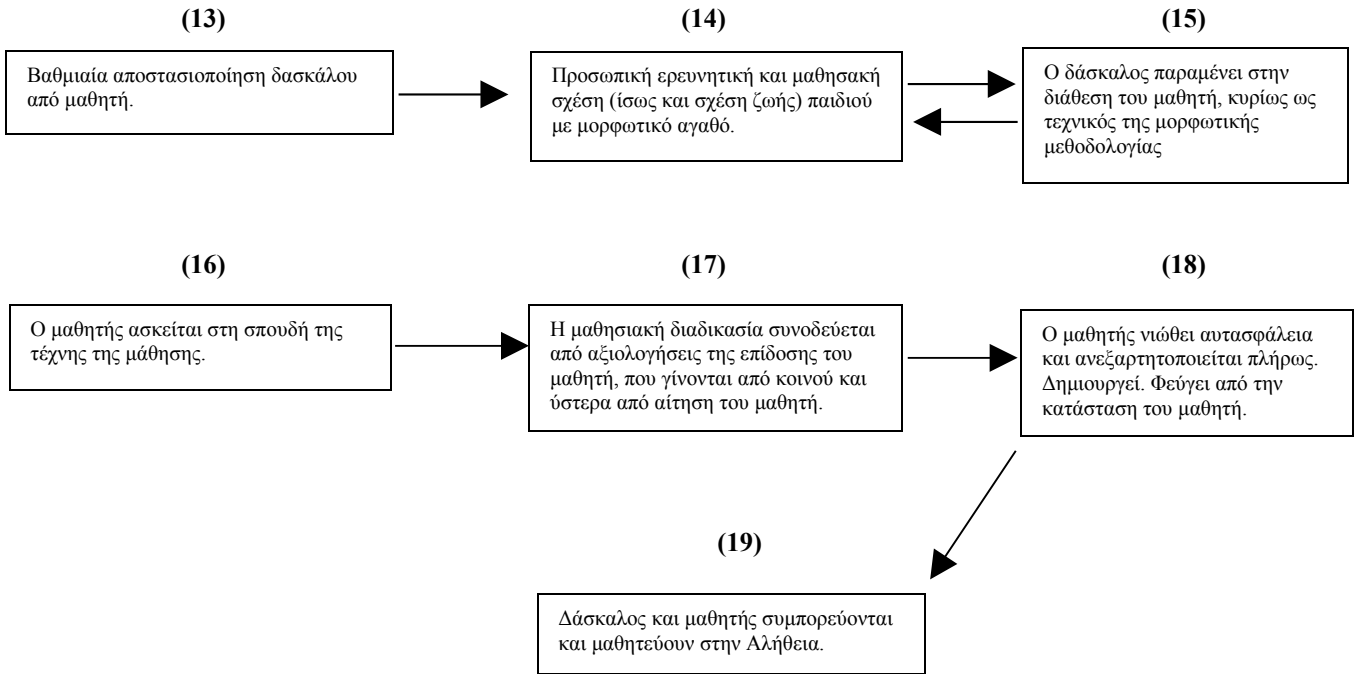 (13)
(14)
(15)
Βαθμιαία αποστασιοποίηση δασκάλου
από μαθητή.
Προσωπική ερευνητική και μαθησακή
σχέση (ίσως και σχέση ζωής) παιδιού
με μορφωτικό αγαθό.
Ο δάσκαλος παραμένει στην
διάθεση του μαθητή, κυρίως ως
τεχνικός της μορφωτικής
μεθοδολογίας
(16)
(17)
(18)
Ο μαθητής ασκείται στη σπουδή της
τέχνης της μάθησης.
Η μαθησιακή διαδικασία συνοδεύεται
από αξιολογήσεις της επίδοσης του
μαθητή, που γίνονται από κοινού και
ύστερα από αίτηση του μαθητή.
Ο μαθητής νιώθει αυτασφάλεια
και ανεξαρτητοποιείται πλήρως.
Δημιουργεί. Φεύγει από την
κατάσταση του μαθητή.
(19)
Δάσκαλος και μαθητής συμπορεύονται
και μαθητεύουν στην Αλήθεια.